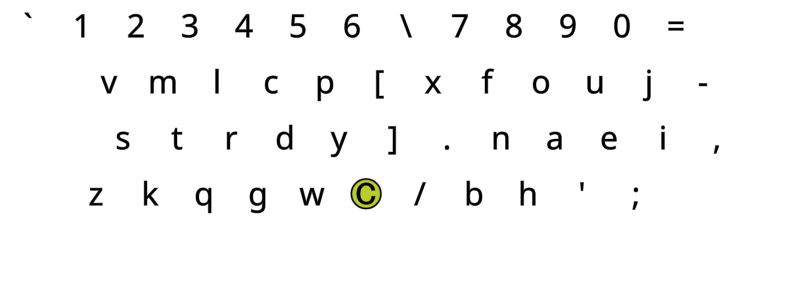 ` 1 2 3 4 5 6 \ 7 8 9 0 =
v m l c p [ x f o u j -
s t r d y ] . n a e i ,
z k q g w © / b h ' ;